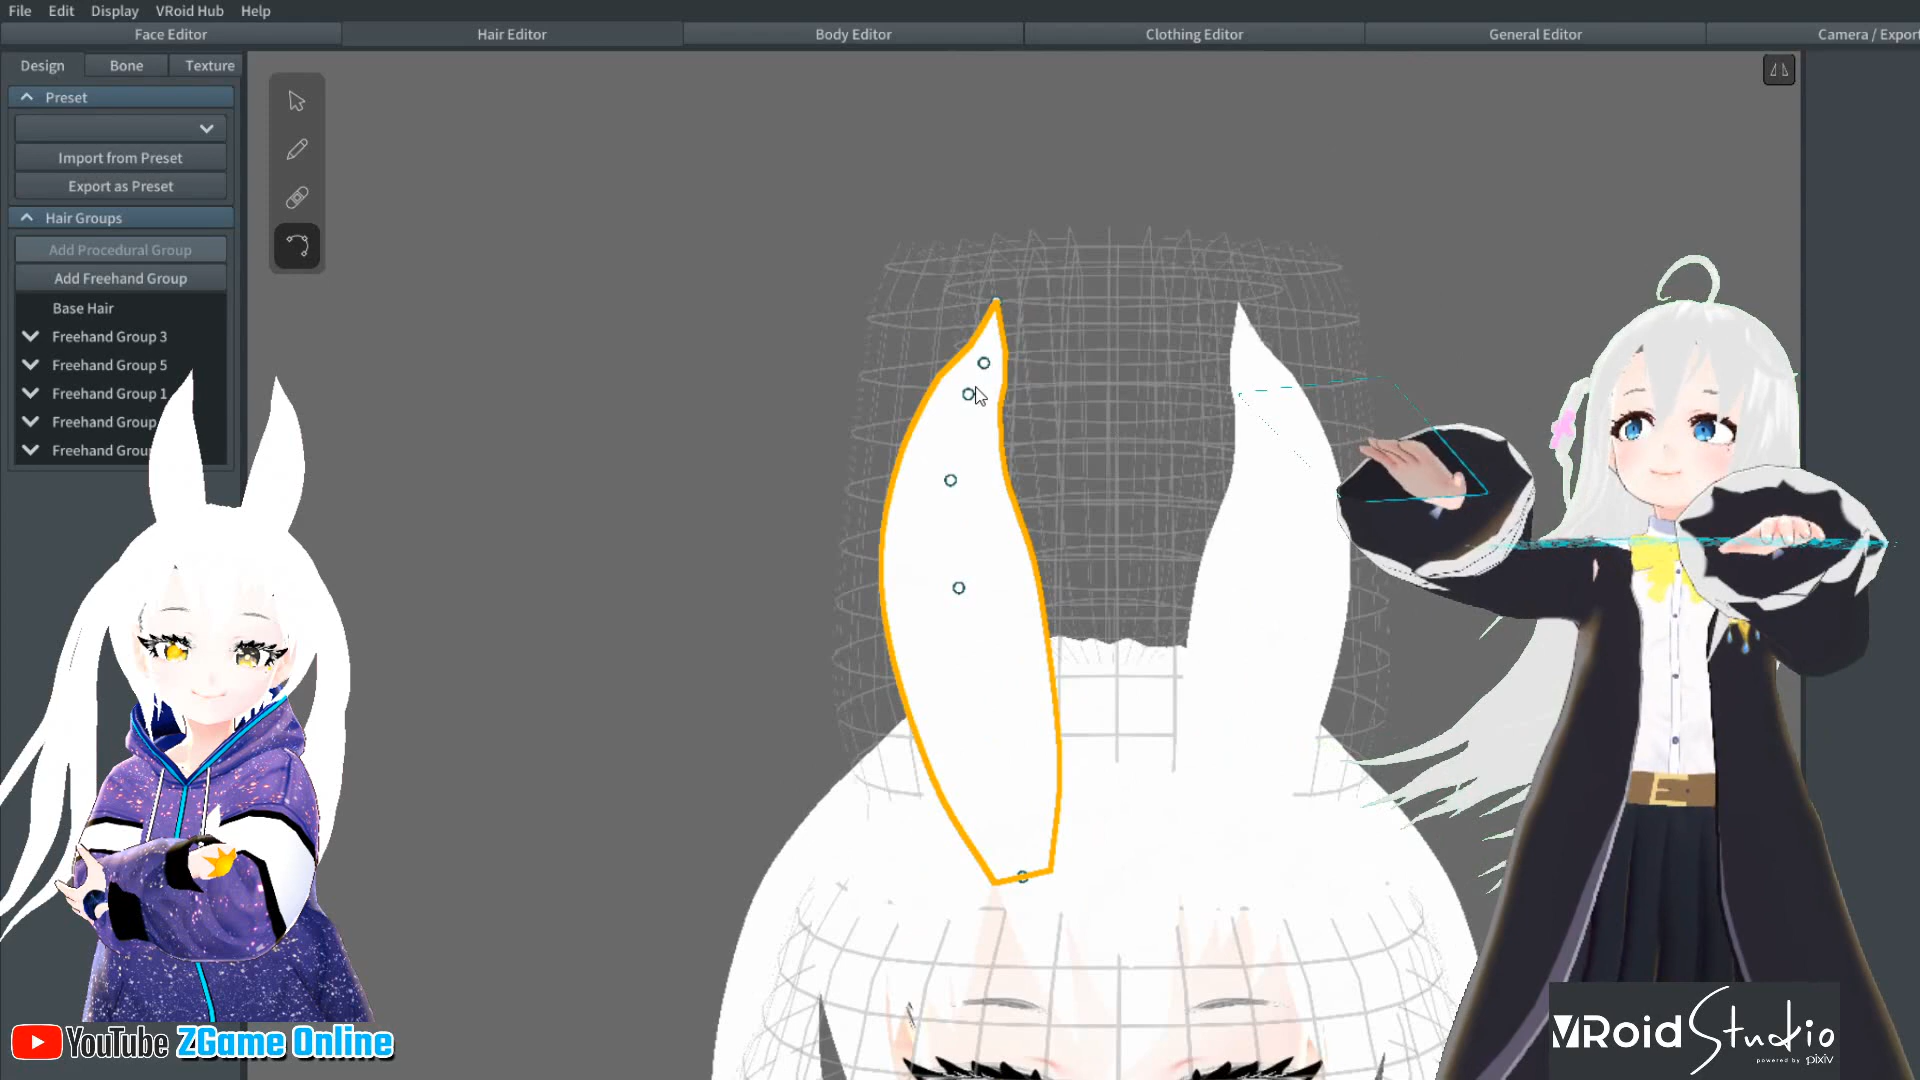 File Edit Display VRoid Hub Help
Face Editor Hair Editor Body Editor Clothing Editor General Editor Camera / Export
Design Bone Texture
Preset
Import from Preset
Export as Preset
Hair Groups
Add Procedural Group
Add Freehand Group
Base Hair
Freehand Group 3
Freehand Group 5
Freehand Group 1
Freehand Group
Freehand Grou
YouTube ZGame Online
VRoid Studio
powered by pixiv